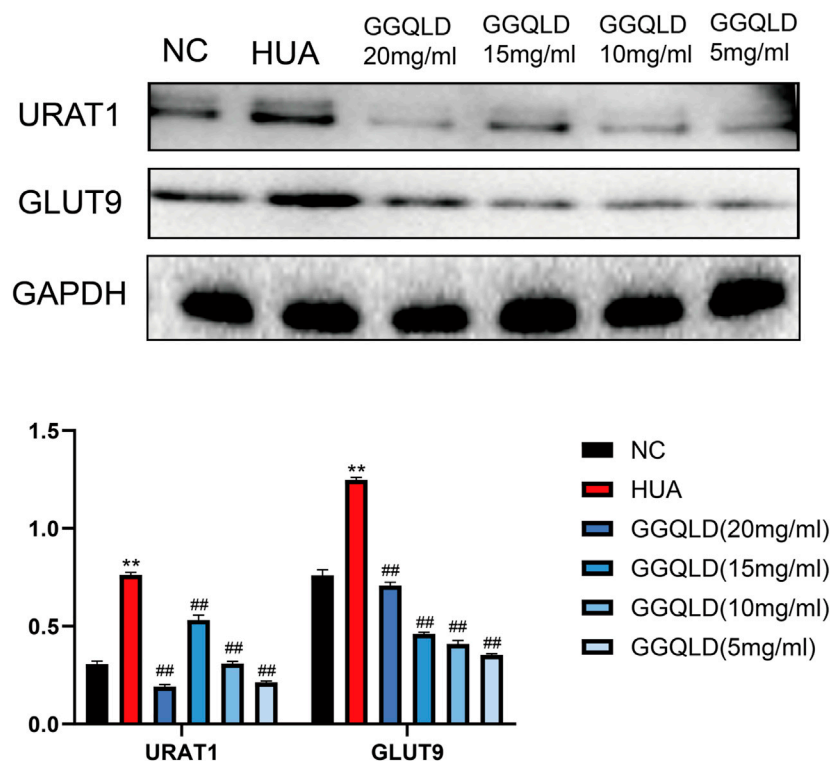 NC HUA GGQLD GGQLD GGQLD GGQLD
20mg/ml 15mg/ml 10mg/ml 5mg/ml
URAT1
GLUT9
GAPDH
1.5
1.0
0.5
0.0
**
##
##
##
##
**
##
##
##
##
URAT1 GLUT9
NC
HUA
GGQLD(20mg/ml)
GGQLD(15mg/ml)
GGQLD(10mg/ml)
GGQLD(5mg/ml)